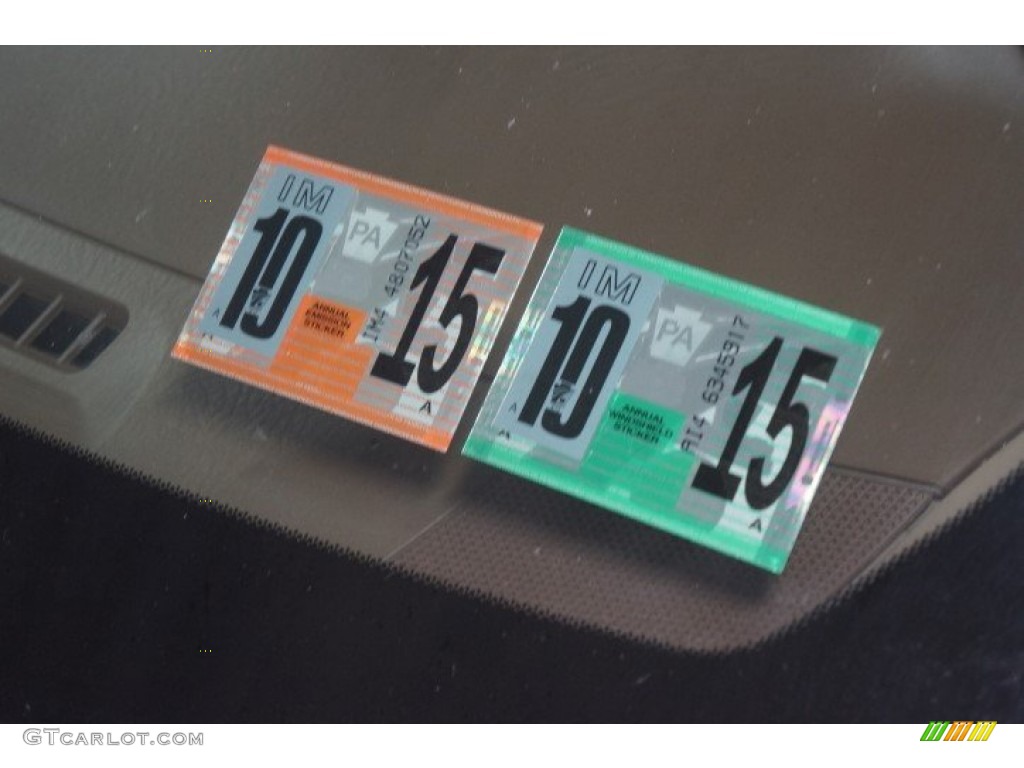 IM
10
PA
IM4 4807052
15
ANNUAL
EMISSION
STICKER
A
A
IM
10
PA
AI4 6345917
15
ANNUAL
WINDSHIELD
STICKER
A
A
GTCARLOT.COM